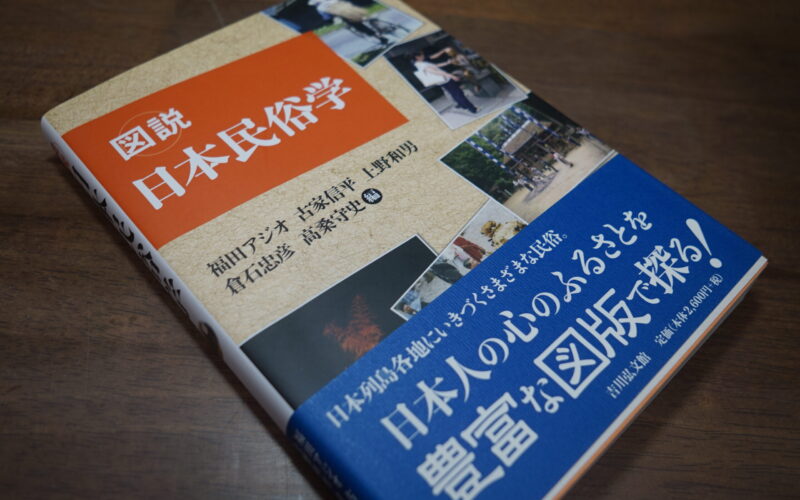 図説
日本民俗学
福田アジオ 古家信平 上野和男
倉石忠彦 高桑守史 編
日本列島各地にいきづくさまざまな民俗。
日本人の心のふるさとを
豊富な図版で探る!
吉川弘文館 定価(本体2,600円+税)